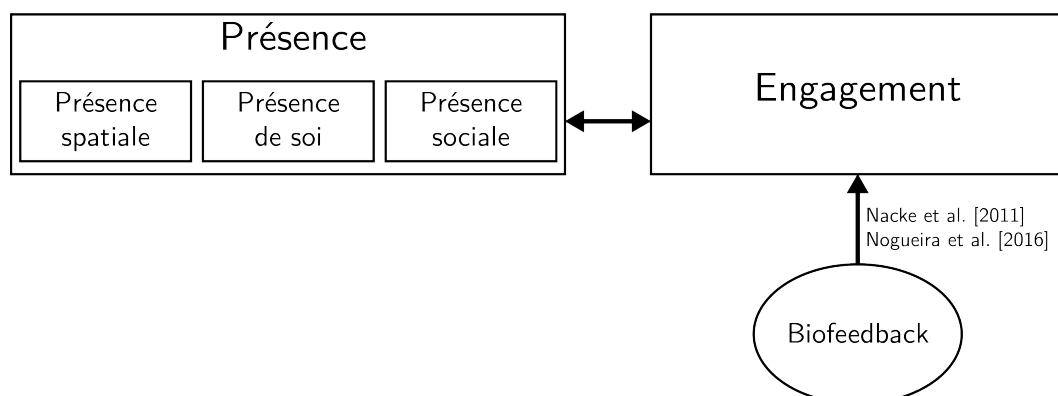 Présence
Présence
spatiale
Présence
de soi
Présence
sociale
Engagement
Nacke et al. [2011]
Nogueira et al. [2016]
Biofeedback